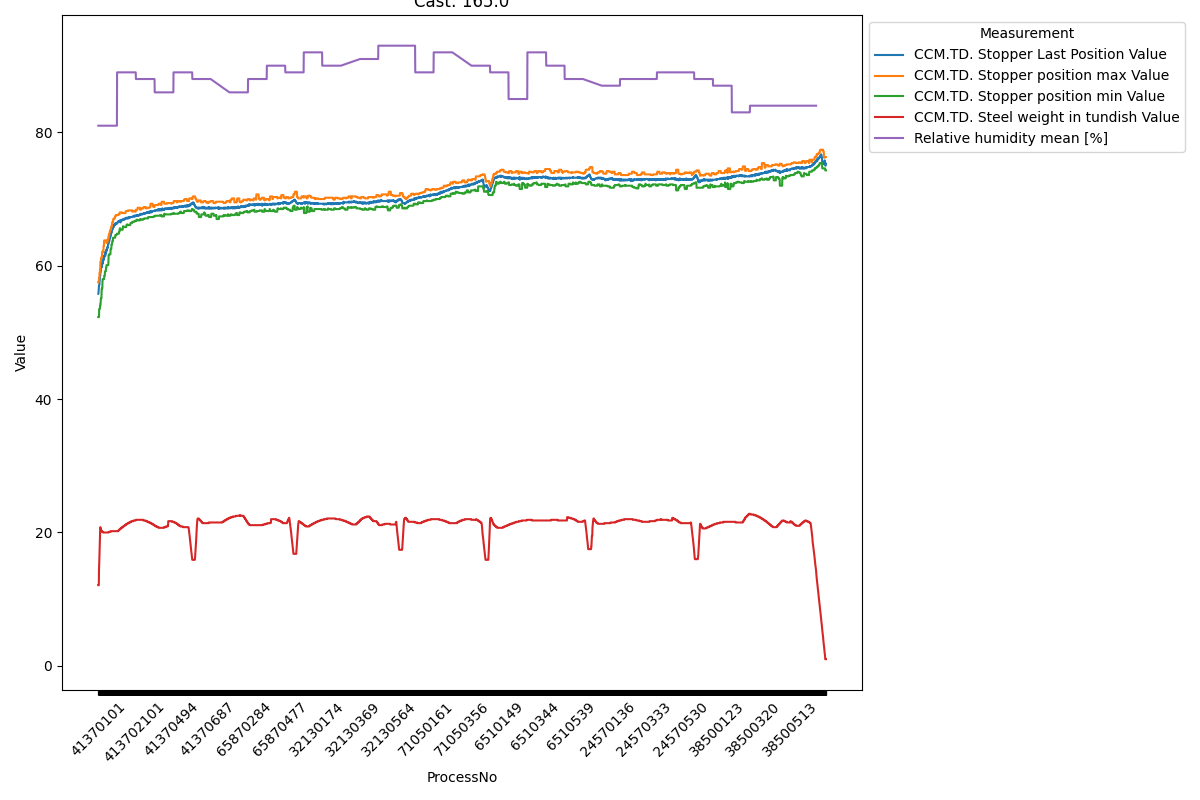 Cast: 165.0
Measurement
CCM.TD. Stopper Last Position Value
CCM.TD. Stopper position max Value
CCM.TD. Stopper position min Value
CCM.TD. Steel weight in tundish Value
Relative humidity mean [%]
Value
80
60
40
20
0
41370101
413702101
41370494
41370687
65870284
65870477
32130174
32130369
32130564
71050161
71050356
6510149
6510344
6510539
24570136
24570333
24570530
38500123
38500320
38500513
ProcessNo